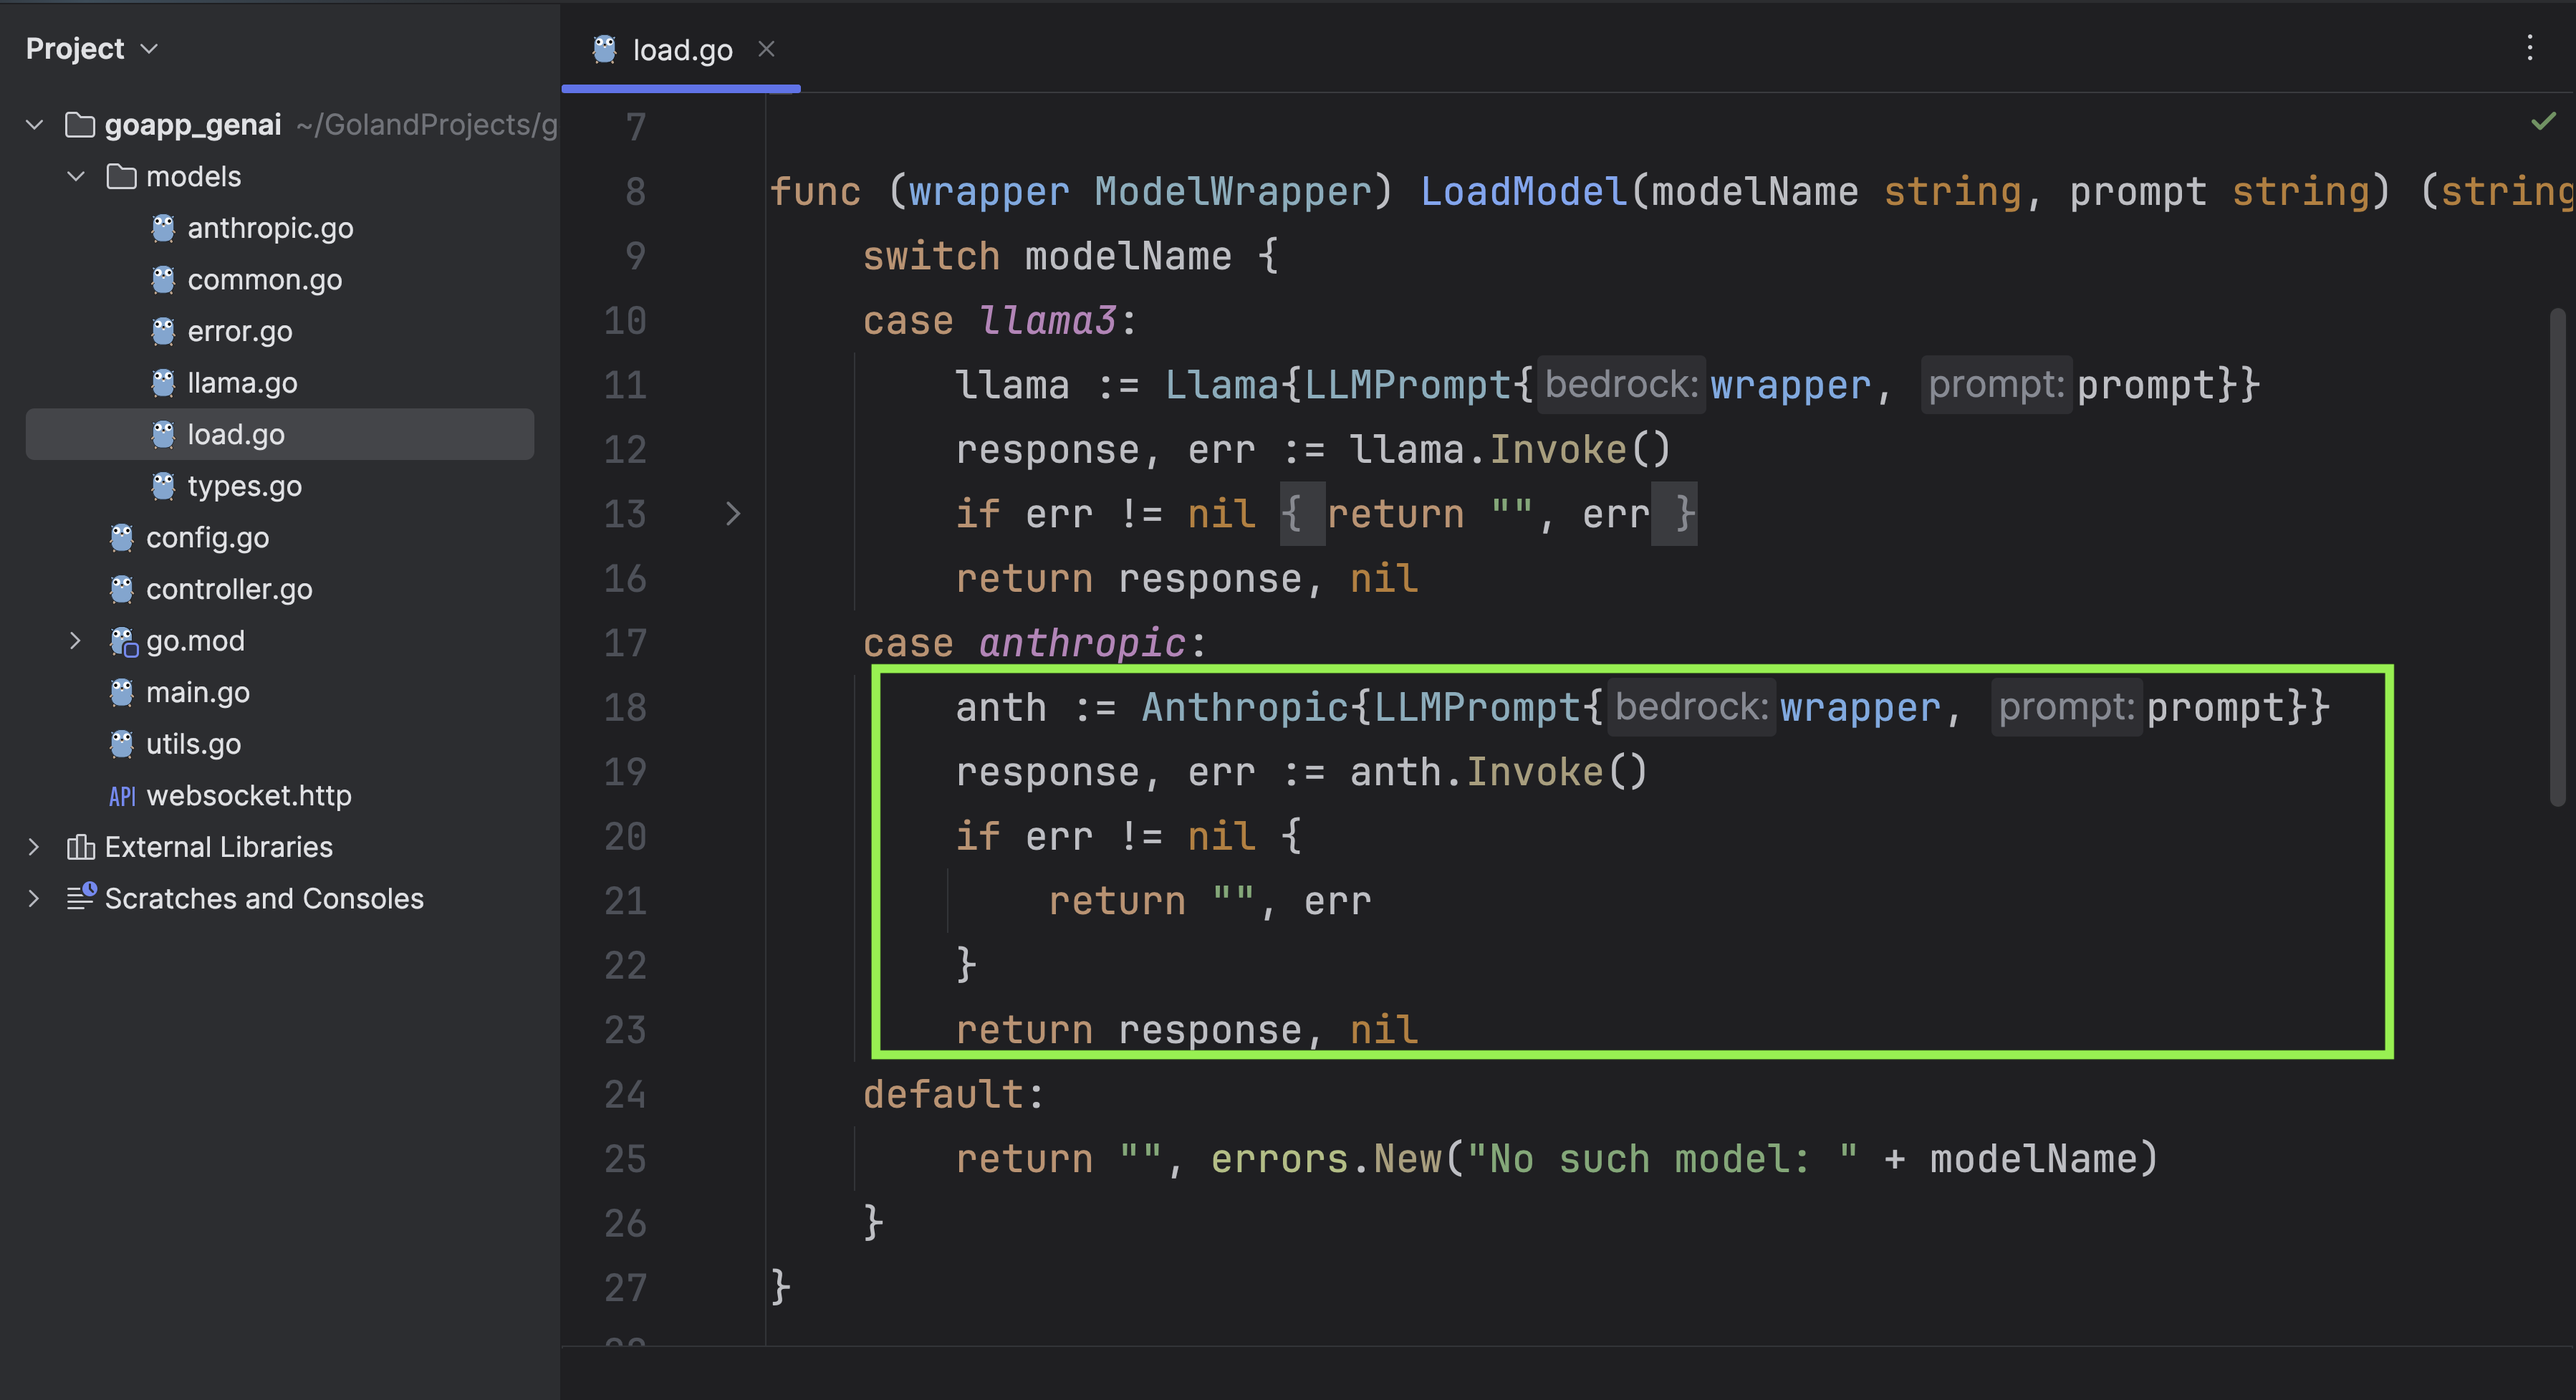 Project
goapp_genai ~/GolandProjects/g
models
anthropic.go
common.go
error.go
llama.go
load.go
types.go
config.go
controller.go
go.mod
main.go
utils.go
API websocket.http
External Libraries
Scratches and Consoles
load.go
7
8 func (wrapper ModelWrapper) LoadModel(modelName string, prompt string) (string
9 switch modelName {
10 case llama3:
11 llama := Llama{LLMPrompt{ bedrock: wrapper, prompt: prompt}}
12 response, err := llama.Invoke()
13 if err != nil { return "", err }
16 return response, nil
17 case anthropic:
18 anth := Anthropic{LLMPrompt{ bedrock: wrapper, prompt: prompt}}
19 response, err := anth.Invoke()
20 if err != nil {
21 return "", err
22 }
23 return response, nil
24 default:
25 return "", errors.New("No such model: " + modelName)
26 }
27 }